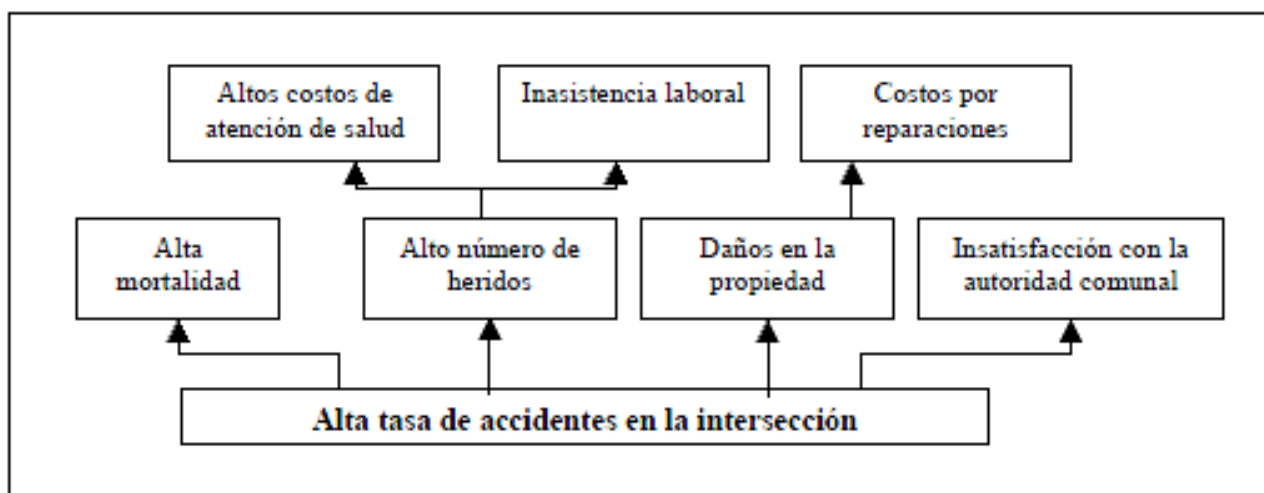 Altos costos de
atención de salud
Inasistencia laboral
Costos por
reparaciones
Alta
mortalidad
Alto número de
heridos
Daños en la
propiedad
Insatisfacción con la
autoridad comunal
Alta tasa de accidentes en la intersección